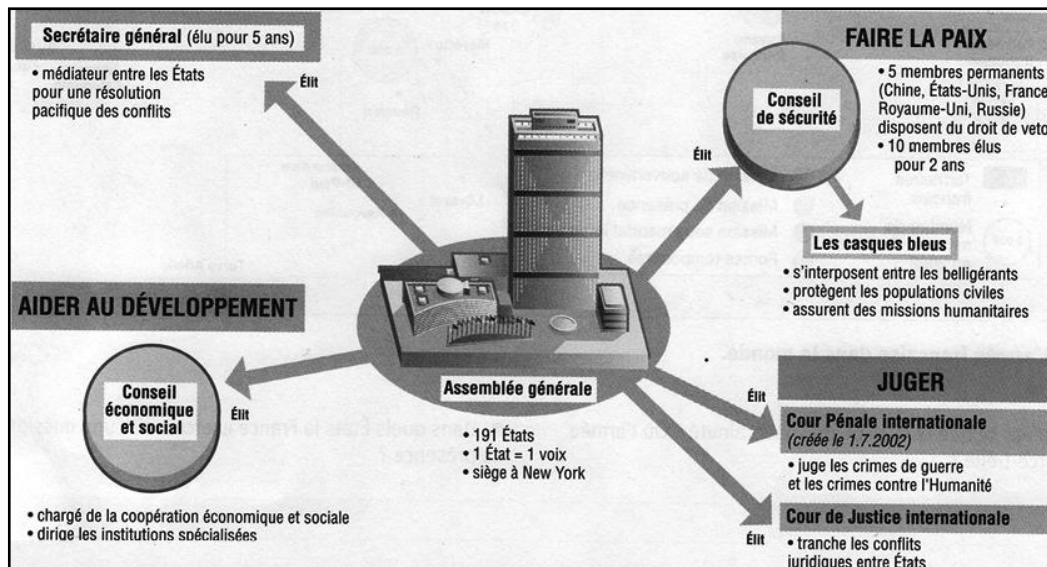 Secrétaire général (élu pour 5 ans)
• médiateur entre les États
pour une résolution
pacifique des conflits
Élit
FAIRE LA PAIX
Conseil
de sécurité
• 5 membres permanents
(Chine, États-Unis, France
Royaume-Uni, Russie)
disposent du droit de veto
• 10 membres élus
pour 2 ans
Élit
Les casques bleus
• s'interposent entre les belligérants
• protègent les populations civiles
• assurent des missions humanitaires
AIDER AU DÉVELOPPEMENT
Conseil
économique
et social
Élit
• chargé de la coopération économique et sociale
• dirige les institutions spécialisées
Assemblée générale
• 191 États
• 1 État = 1 voix
• siège à New York
JUGER
Élit
Cour Pénale internationale
(créée le 1.7.2002)
• juge les crimes de guerre
et les crimes contre l'Humanité
Cour de Justice internationale
Élit
• tranche les conflits
juridiques entre États